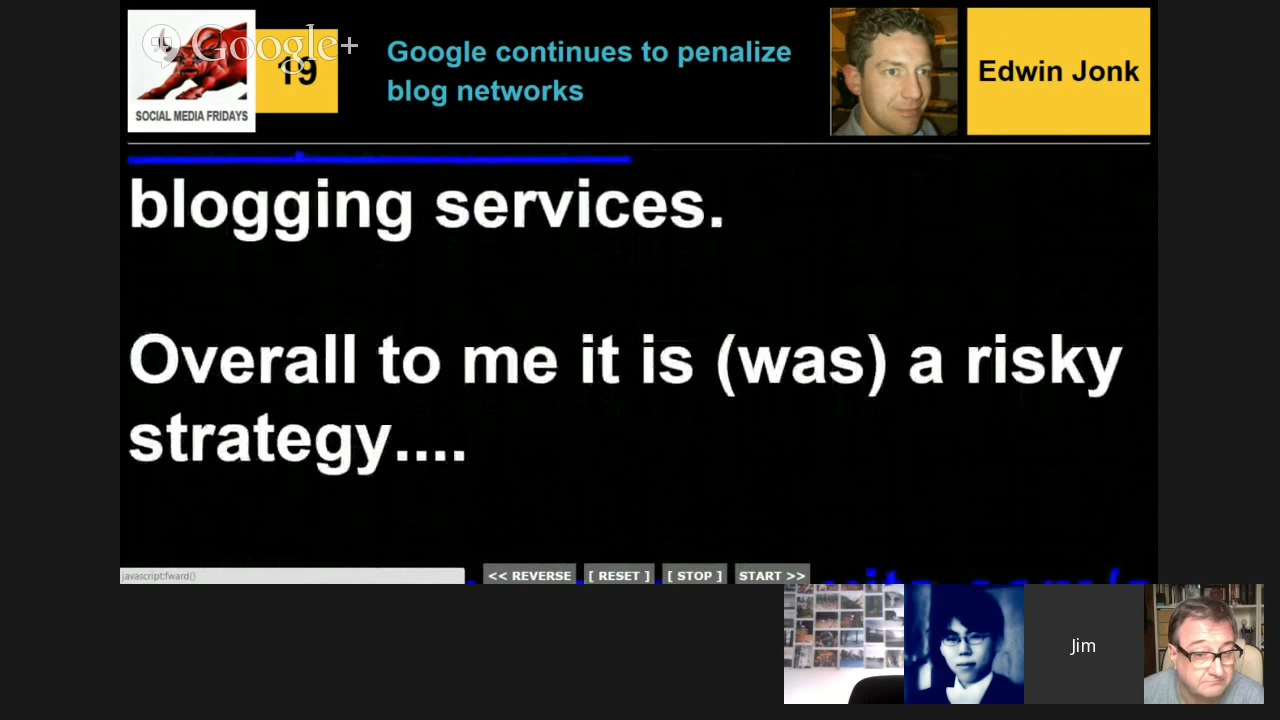 Google+
19
SOCIAL MEDIA FRIDAYS
Google continues to penalize
blog networks
Edwin Jonk
blogging services.
Overall to me it is (was) a risky
strategy....
javascript:fward()
<< REVERSE
[ RESET ]
[ STOP ]
START >>
Jim